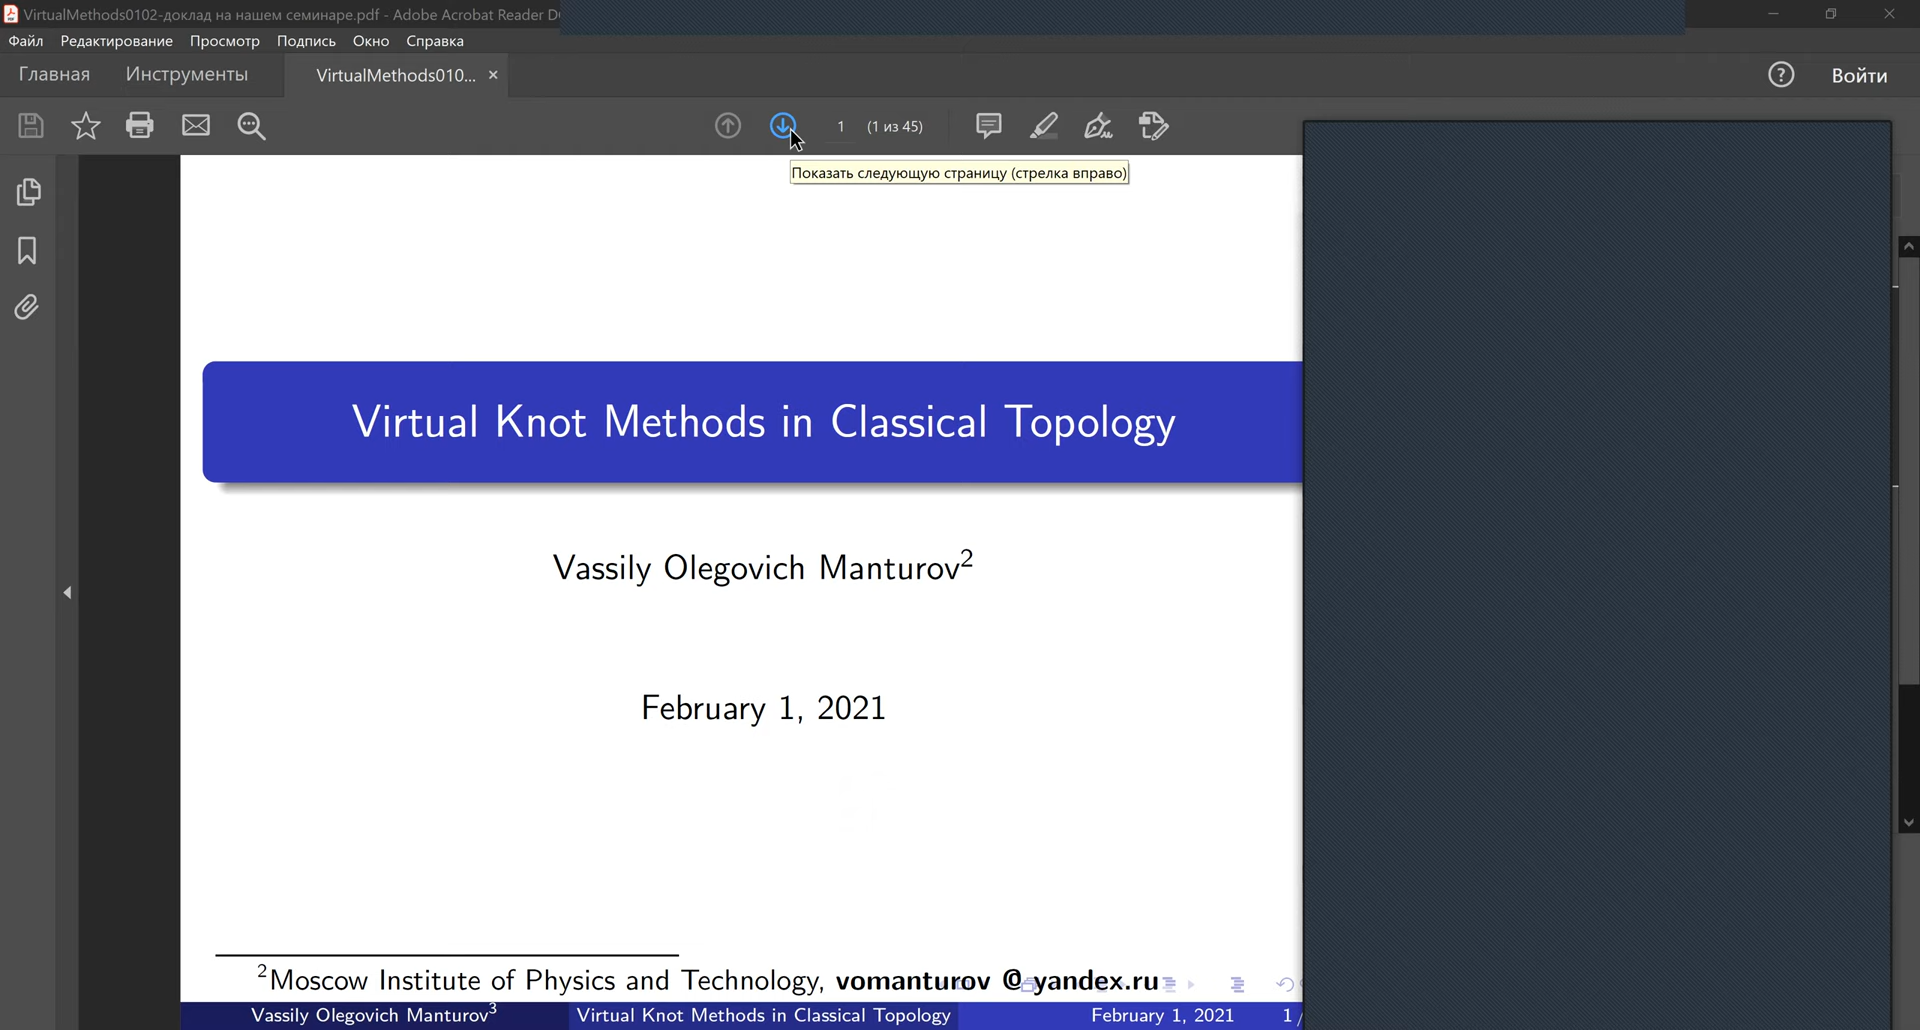 VirtualMethods0102-доклад на нашем семинаре.pdf - Adobe Acrobat Reader
Файл Редактирование Просмотр Подпись Окно Справка
Главная Инструменты VirtualMethods010... Войти
1 (1 из 45)
Показать следующую страницу (стрелка вправо)
Virtual Knot Methods in Classical Topology
Vassily Olegovich Manturov²
February 1, 2021
²Moscow Institute of Physics and Technology, vomanturov @ yandex.ru
Vassily Olegovich Manturov³ Virtual Knot Methods in Classical Topology February 1, 2021 1 /